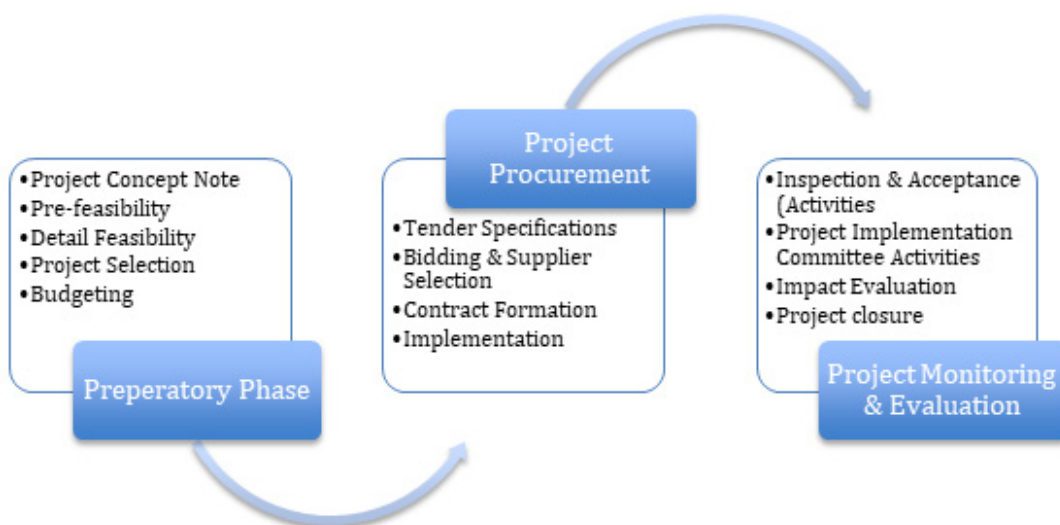 •Project Concept Note
•Pre-feasibility
•Detail Feasibility
•Project Selection
•Budgeting
Preperatory Phase
Project
Procurement
•Tender Specifications
•Bidding & Supplier
Selection
•Contract Formation
•Implementation
•Inspection & Acceptance
(Activities
•Project Implementation
Committee Activities
•Impact Evaluation
•Project closure
Project Monitoring
& Evaluation